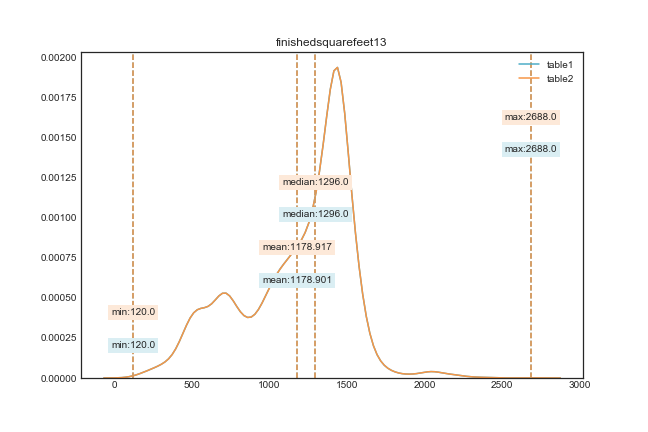 finishedsquarefeet13
0.00200
0.00175
0.00150
0.00125
0.00100
0.00075
0.00050
0.00025
0.00000
table1
table2
max:2688.0
max:2688.0
median:1296.0
median:1296.0
mean:1178.917
mean:1178.901
min:120.0
min:120.0
0 500 1000 1500 2000 2500 3000